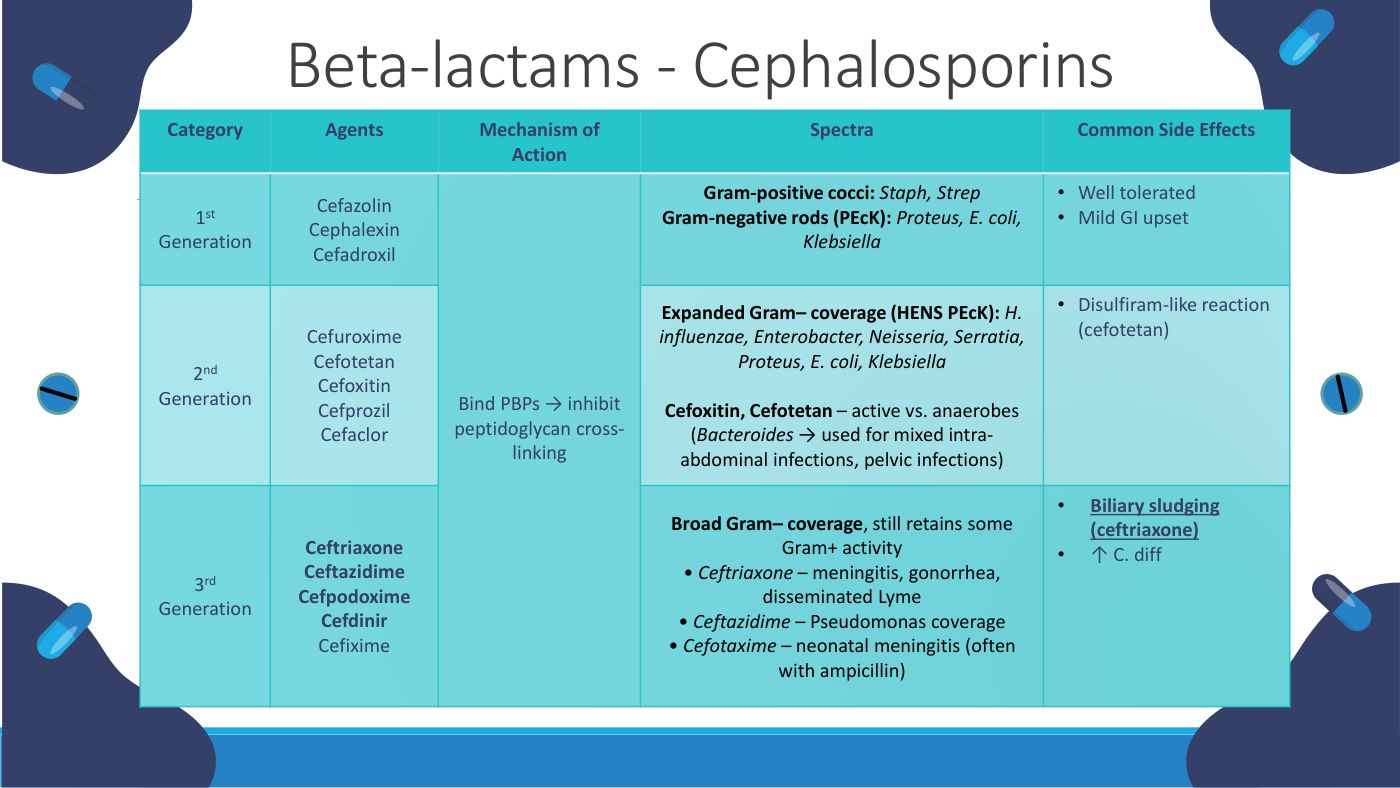 Beta-lactams - Cephalosporins
Category
Agents
Mechanism of
Action
Spectra
Common Side Effects
1st
Generation
Cefazolin
Cephalexin
Cefadroxil
Bind PBPs → inhibit
peptidoglycan cross-
linking
Gram-positive cocci: Staph, Strep
Gram-negative rods (PEcK): Proteus, E. coli,
Klebsiella
• Well tolerated
• Mild GI upset
2nd
Generation
Cefuroxime
Cefotetan
Cefoxitin
Cefprozil
Cefaclor
Expanded Gram– coverage (HENS PEcK): H.
influenzae, Enterobacter, Neisseria, Serratia,
Proteus, E. coli, Klebsiella
Cefoxitin, Cefotetan – active vs. anaerobes
(Bacteroides → used for mixed intra-
abdominal infections, pelvic infections)
• Disulfiram-like reaction
(cefotetan)
3rd
Generation
Ceftriaxone
Ceftazidime
Cefpodoxime
Cefdinir
Cefixime
Broad Gram– coverage, still retains some
Gram+ activity
• Ceftriaxone – meningitis, gonorrhea,
disseminated Lyme
• Ceftazidime – Pseudomonas coverage
• Cefotaxime – neonatal meningitis (often
with ampicillin)
• Biliary sludging
(ceftriaxone)
• ↑ C. diff